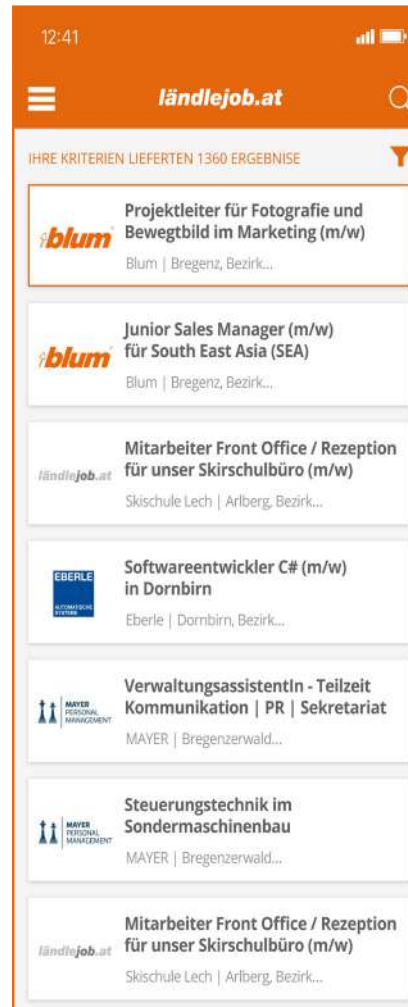 12:41
ländlejob.at
IHRE KRITERIEN LIEFERTEN 1360 ERGEBNISE
blum
Projektleiter für Fotografie und
Bewegtbild im Marketing (m/w)
Blum | Bregenz, Bezirk...
blum
Junior Sales Manager (m/w)
für South East Asia (SEA)
Blum | Bregenz, Bezirk...
ländlejob.at
Mitarbeiter Front Office / Rezeption
für unser Skirschulbüro (m/w)
Skischule Lech | Arlberg, Bezirk...
EBERLE
AUTOMATISCHE
SYSTEME
Softwareentwickler C# (m/w)
in Dornbirn
Eberle | Dornbirn, Bezirk...
MAYER
PERSONAL
MANAGEMENT
VerwaltungsassistentIn - Teilzeit
Kommunikation | PR | Sekretariat
MAYER | Bregenzerwald...
MAYER
PERSONAL
MANAGEMENT
Steuerungstechnik im
Sondermaschinenbau
MAYER | Bregenzerwald...
ländlejob.at
Mitarbeiter Front Office / Rezeption
für unser Skirschulbüro (m/w)
Skischule Lech | Arlberg, Bezirk...